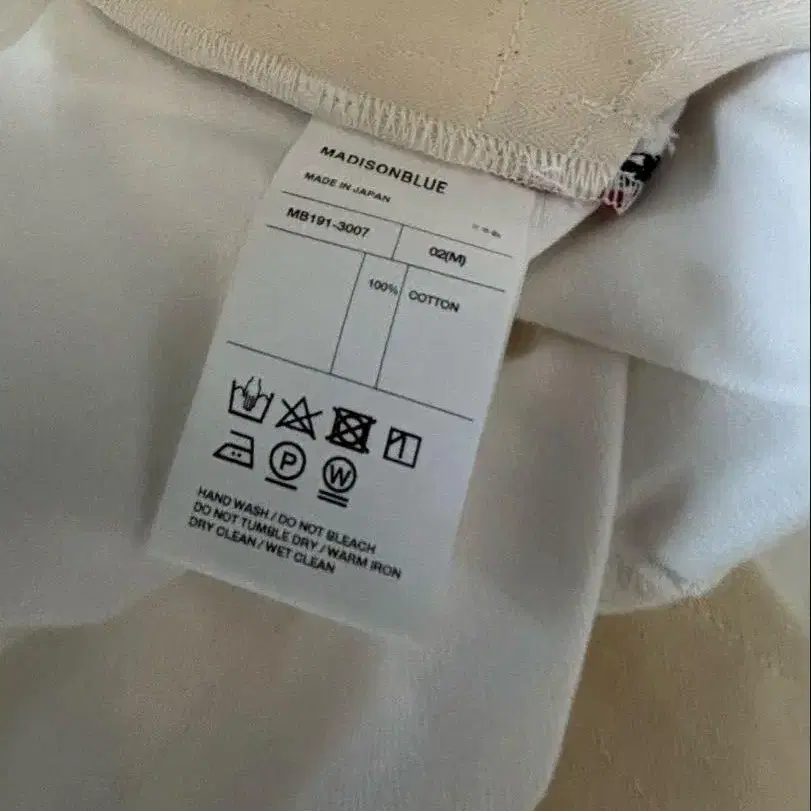 MADISONBLUE
MADE IN JAPAN
MB191-3007
02(M)
100% COTTON
P
W
HAND WASH / DO NOT BLEACH
DO NOT TUMBLE DRY / WARM IRON
DRY CLEAN / WET CLEAN